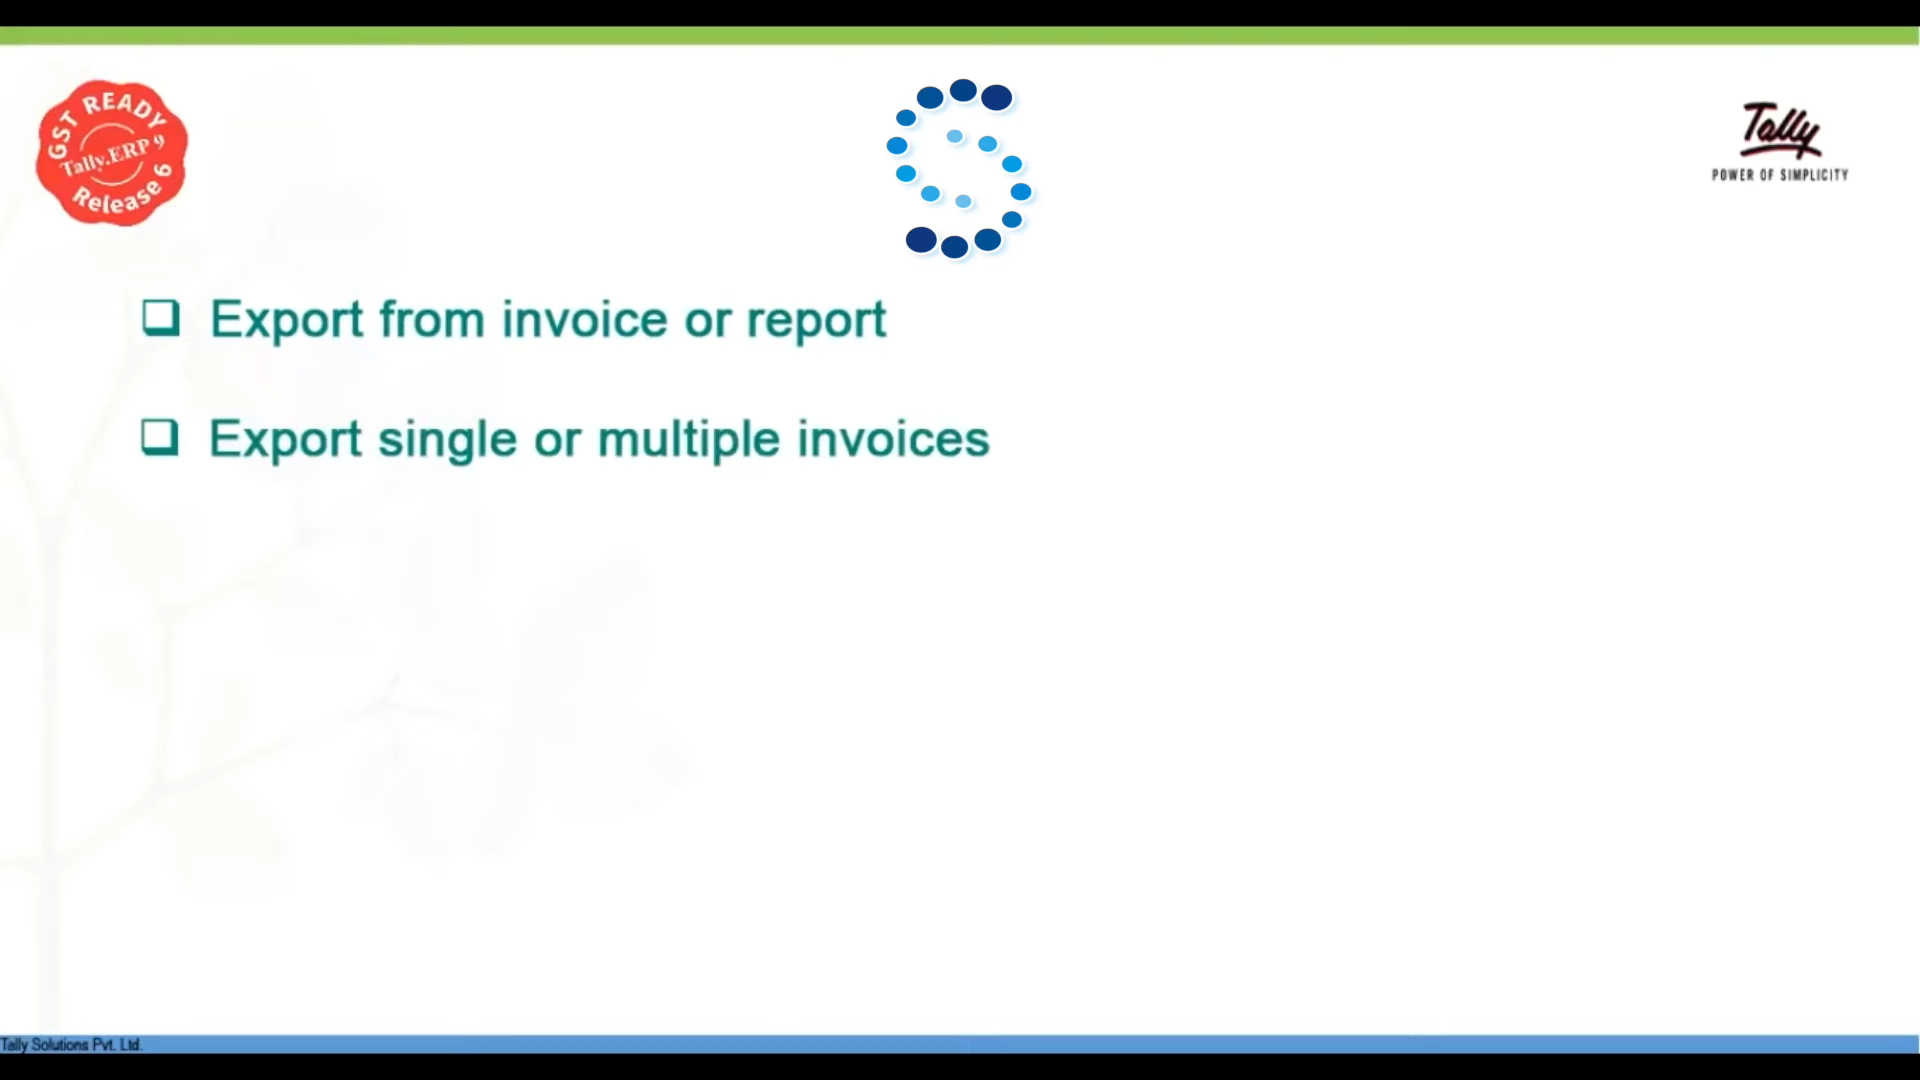 GST READY
Tally.ERP 9
Release 6
Tally
POWER OF SIMPLICITY
Export from invoice or report
Export single or multiple invoices
Tally Solutions Pvt. Ltd.